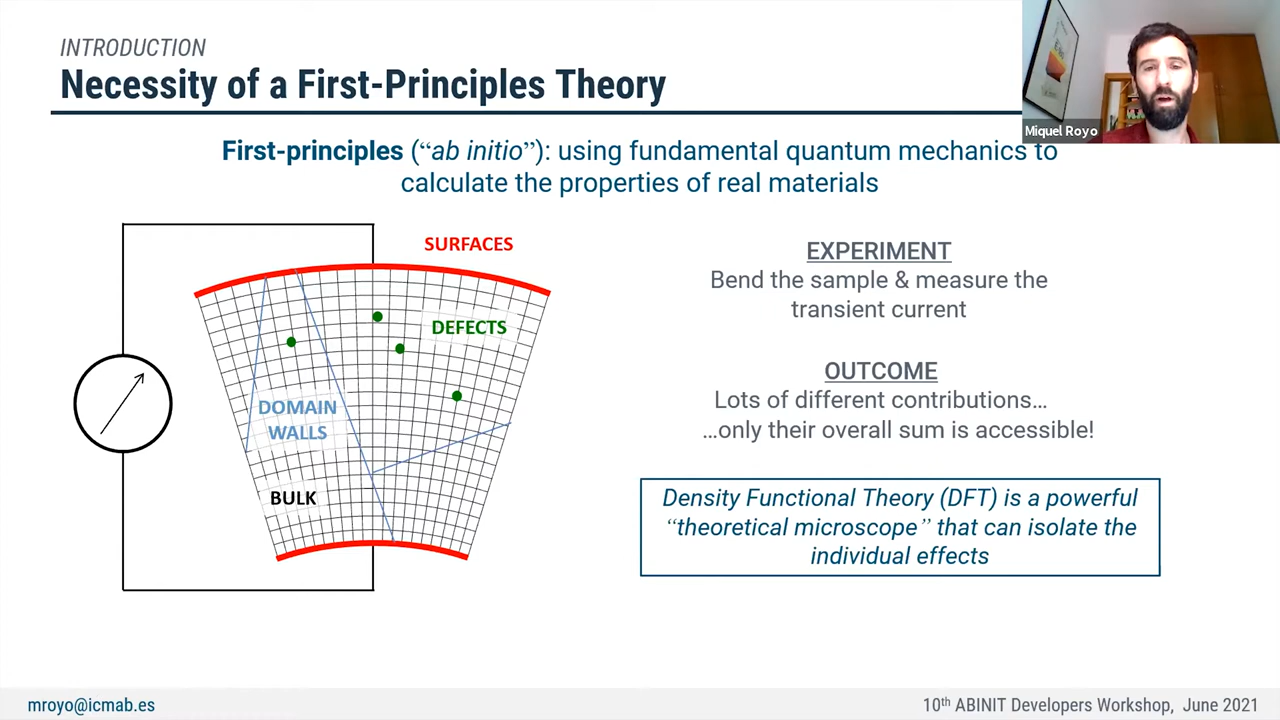 INTRODUCTION
Necessity of a First-Principles Theory
Miquel Royo
First-principles (“ab initio”): using fundamental quantum mechanics to
calculate the properties of real materials
SURFACES
DEFECTS
DOMAIN
WALLS
BULK
EXPERIMENT
Bend the sample & measure the
transient current
OUTCOME
Lots of different contributions…
…only their overall sum is accessible!
Density Functional Theory (DFT) is a powerful
“theoretical microscope” that can isolate the
individual effects
mroyo@icmab.es
10th ABINIT Developers Workshop, June 2021